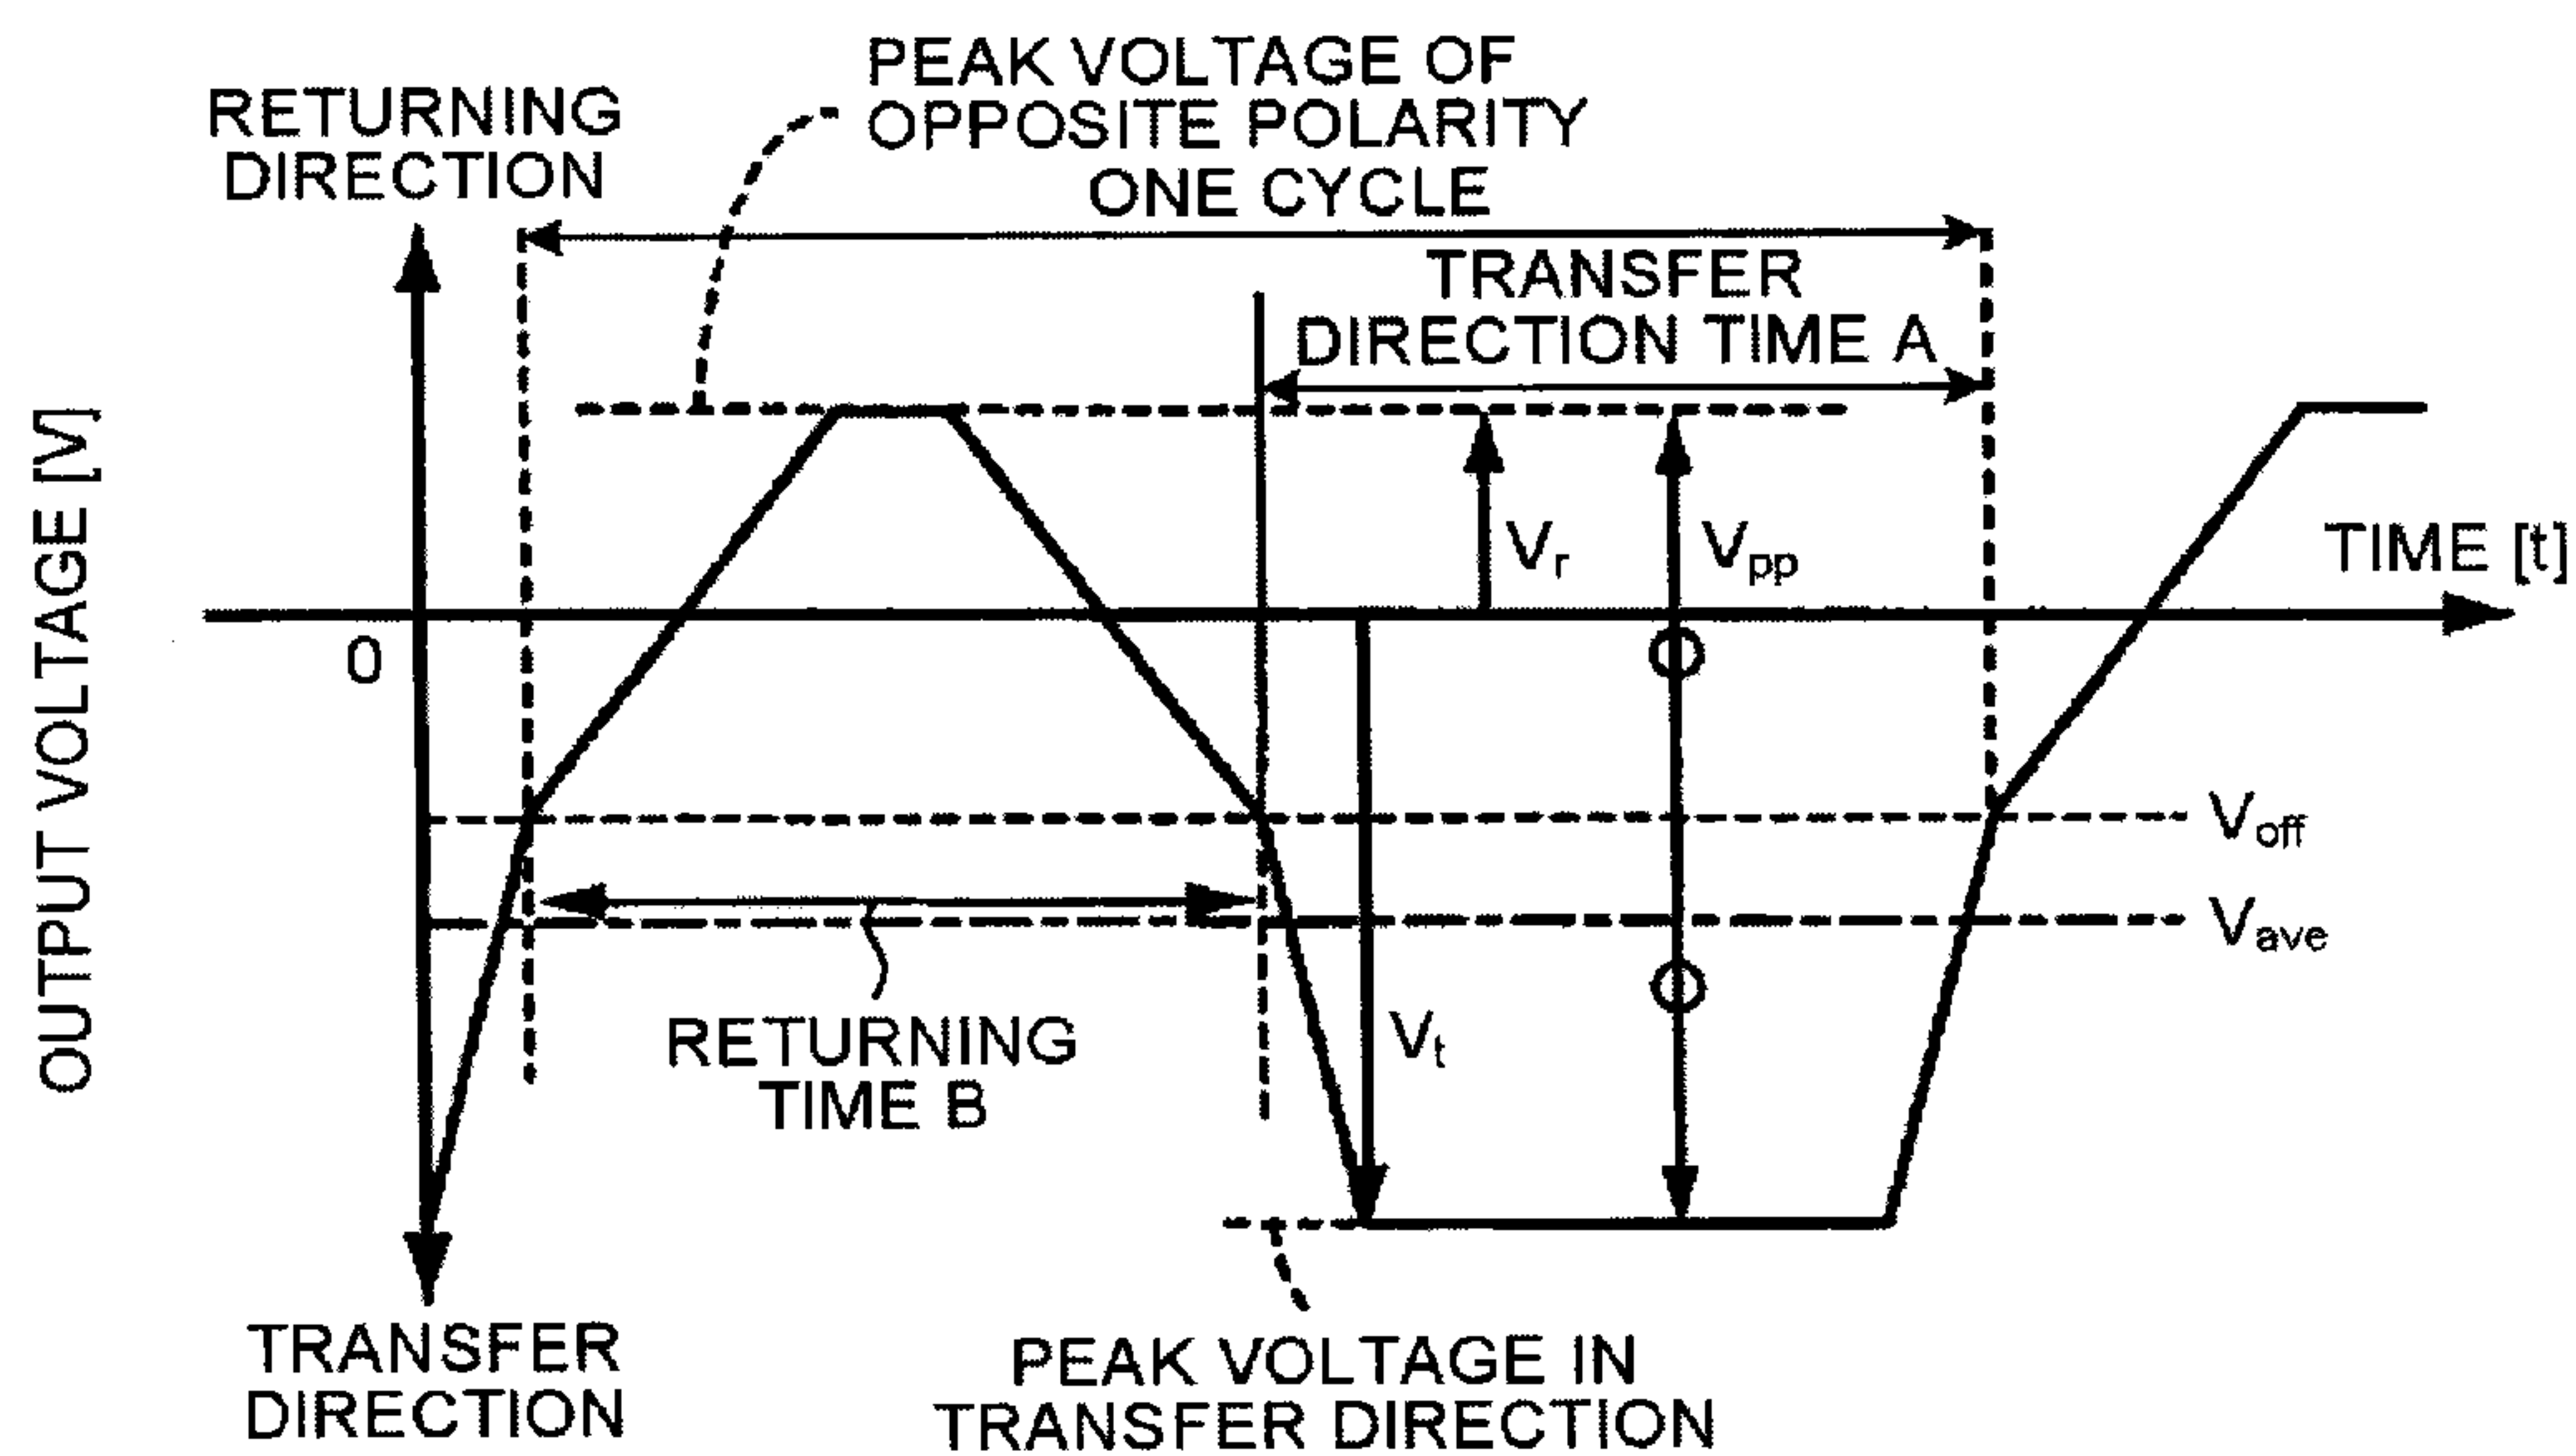 PEAK VOLTAGE OF
OPPOSITE POLARITY
RETURNING
DIRECTION
ONE CYCLE
TRANSFER
DIRECTION TIME A
OUTPUT VOLTAGE [V]
Vr
Vpp
TIME [t]
0
Voff
Vave
RETURNING
TIME B
Vt
TRANSFER
DIRECTION
PEAK VOLTAGE IN
TRANSFER DIRECTION